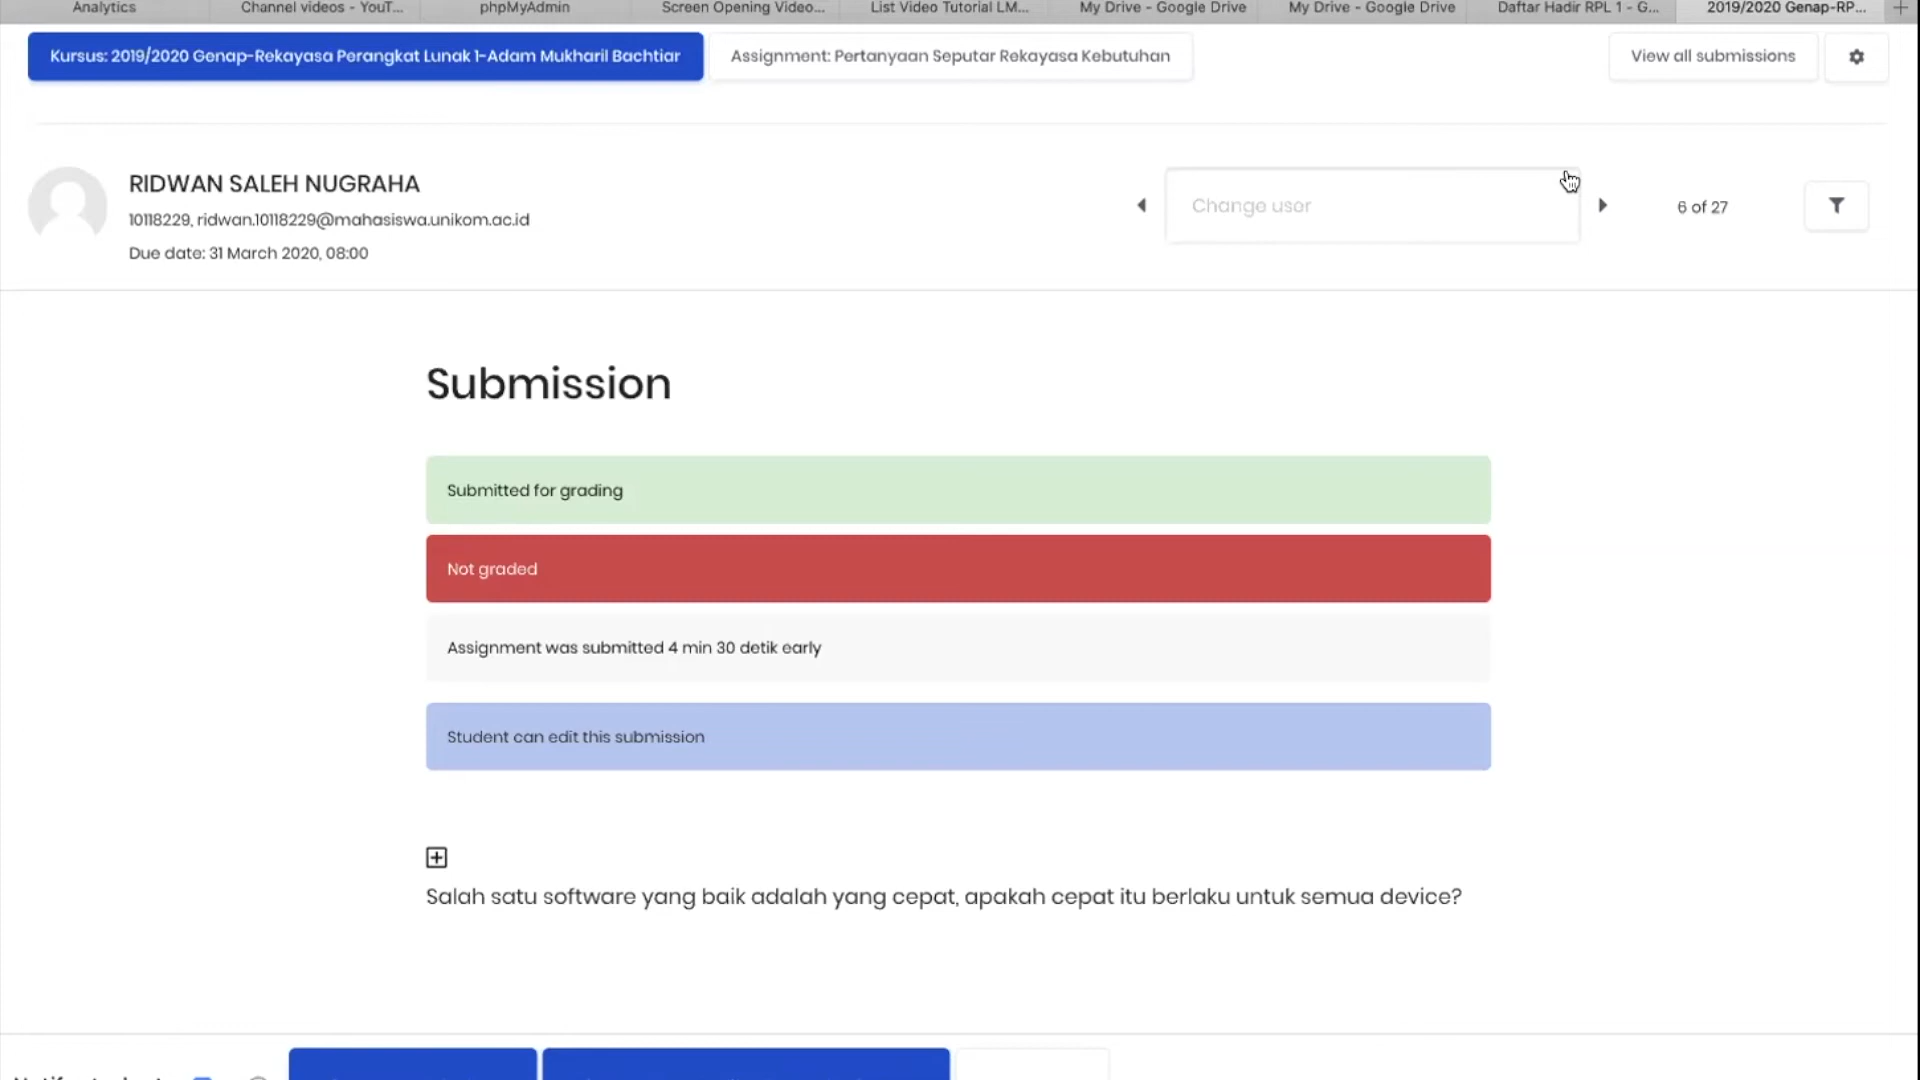 Analytics
Channel videos - YouT...
phpMyAdmin
Screen Opening Video...
List Video Tutorial LM...
My Drive - Google Drive
My Drive - Google Drive
Daftar Hadir RPL 1 - G...
2019/2020 Genap-RP...
Kursus: 2019/2020 Genap-Rekayasa Perangkat Lunak 1-Adam Mukharil Bachtiar
Assignment: Pertanyaan Seputar Rekayasa Kebutuhan
View all submissions
RIDWAN SALEH NUGRAHA
10118229, ridwan.10118229@mahasiswa.unikom.ac.id
Due date: 31 March 2020, 08:00
Change user
6 of 27
Submission
Submitted for grading
Not graded
Assignment was submitted 4 min 30 detik early
Student can edit this submission
Salah satu software yang baik adalah yang cepat, apakah cepat itu berlaku untuk semua device?